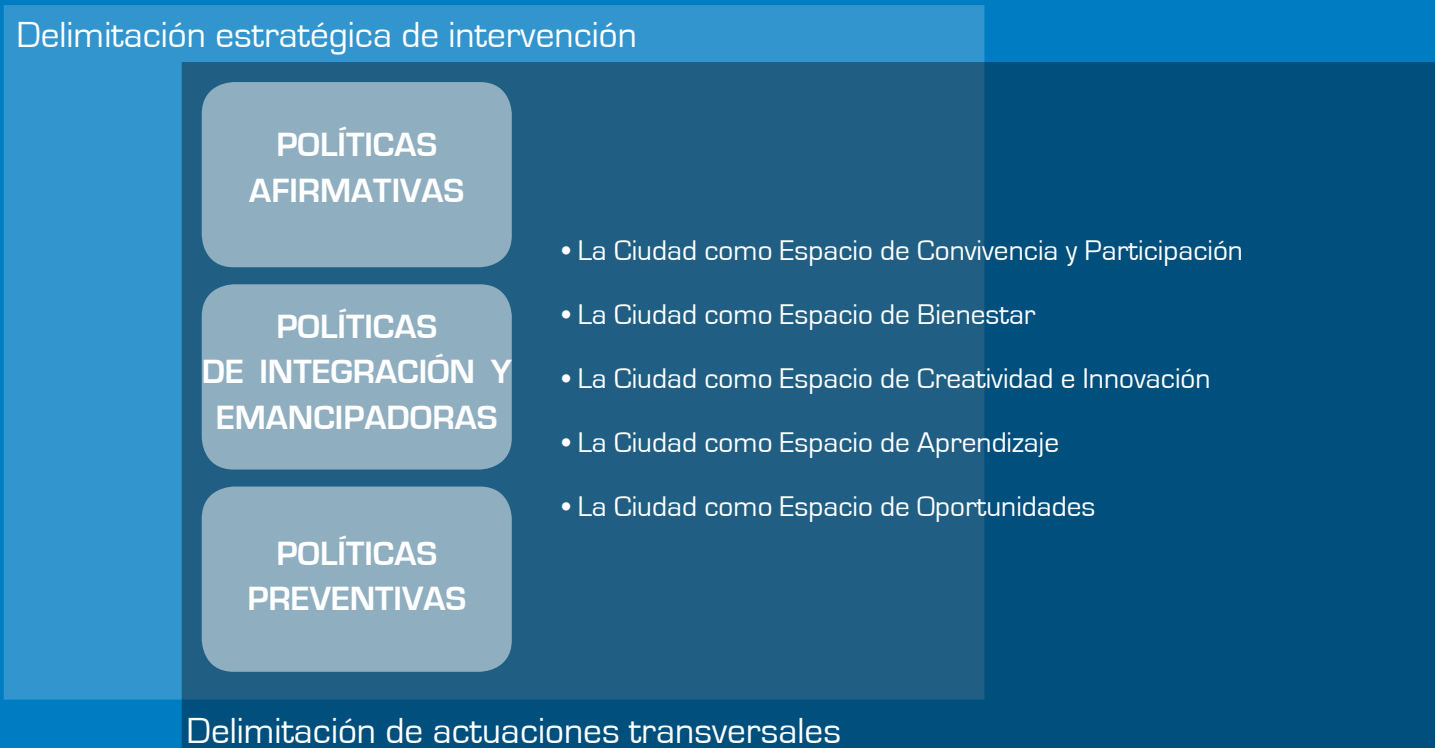 Delimitación estratégica de intervención
POLÍTICAS
AFIRMATIVAS
POLÍTICAS
DE INTEGRACIÓN Y
EMANCIPADORAS
POLÍTICAS
PREVENTIVAS
• La Ciudad como Espacio de Convivencia y Participación
• La Ciudad como Espacio de Bienestar
• La Ciudad como Espacio de Creatividad e Innovación
• La Ciudad como Espacio de Aprendizaje
• La Ciudad como Espacio de Oportunidades
Delimitación de actuaciones transversales